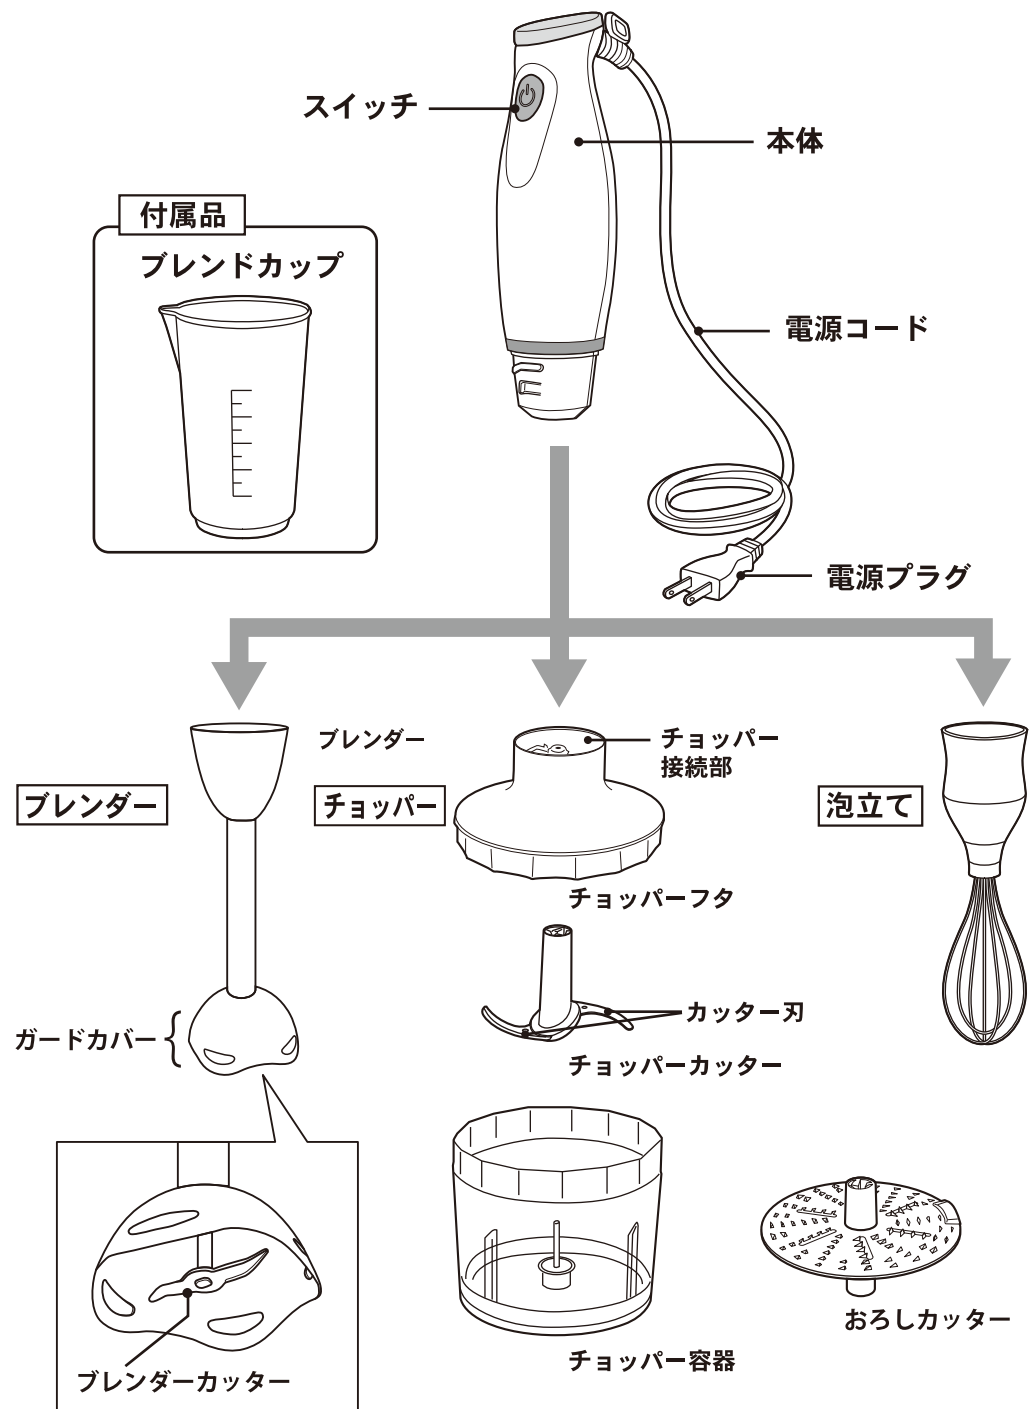 スイッチ
本体
付属品
ブレンドカップ
電源コード
電源プラグ
ブレンダー
ブレンダー
チョッパー
チョッパー
接続部
泡立て
チョッパーフタ
ガードカバー
カッター刃
チョッパーカッター
おろしカッター
チョッパー容器
ブレンダーカッター